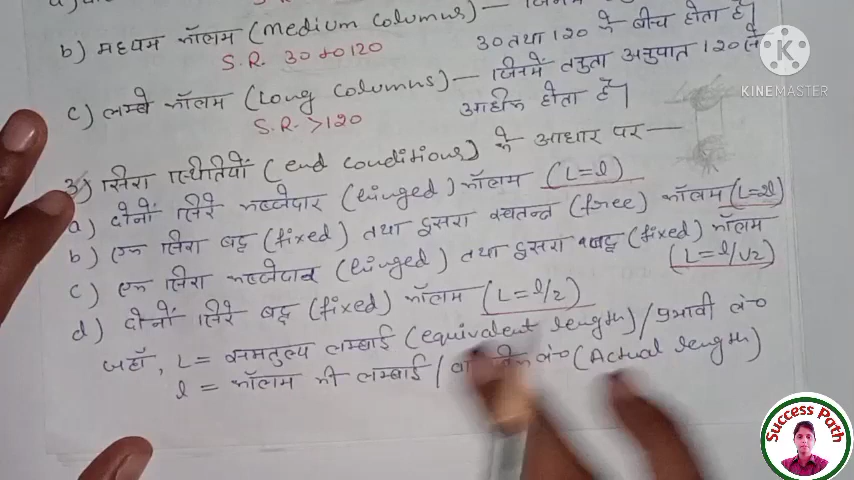 b) मध्यम कॉलम (Medium Columns) —
S.R. 30 to 120
30 तथा 120 के बीच होता है।
c) लम्बे कॉलम (Long Columns) — जिनमें तनुता अनुपात 120 से
S.R. >120
अधिक होता है।
3) सिरा स्थितियों (end conditions) के आधार पर —
a) दोनों सिरे कब्जेदार (hinged) कॉलम (L=l)
b) एक सिरा बद्ध (fixed) तथा दूसरा स्वतन्त्र (free) कॉलम (L=2l)
c) एक सिरा कब्जेदार (hinged) तथा दूसरा बद्ध (fixed) कॉलम
(L=l/√2)
d) दोनों सिरे बद्ध (fixed) कॉलम (L=l/2)
जहाँ, L = समतुल्य लम्बाई (equivalent length) / प्रभावी लं०
l = कॉलम की लम्बाई / लं० (Actual length)
KINEMASTER
Success Path